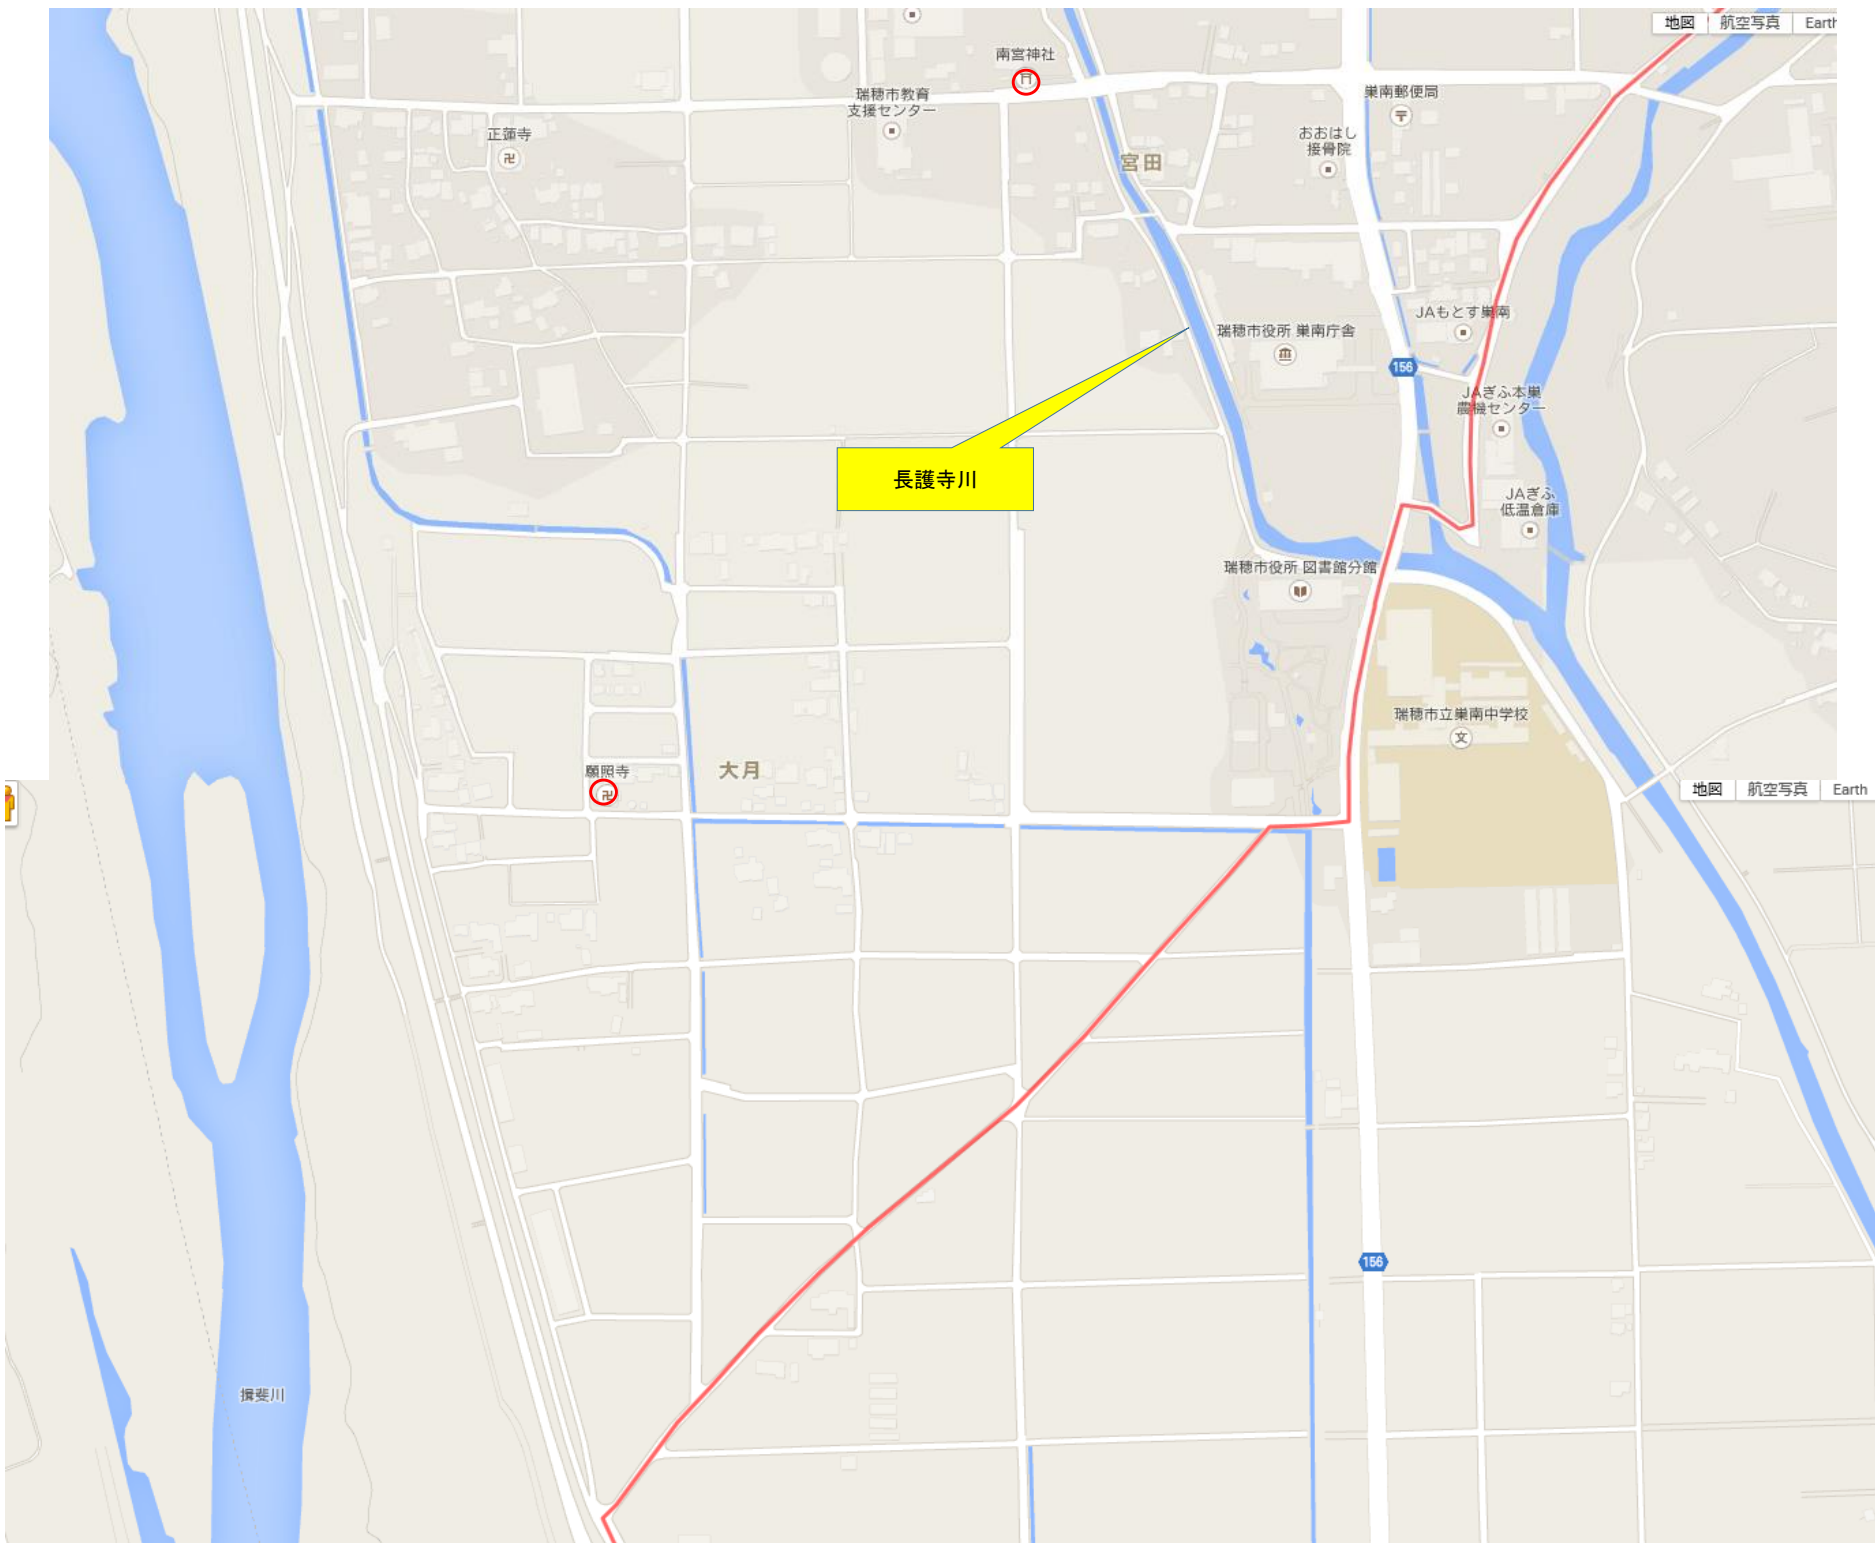 地図 航空写真 Earth
南宮神社
瑞穂市教育
支援センター
巣南郵便局
正蓮寺
おおはし
接骨院
宮田
JAもとす巣南
瑞穂市役所 巣南庁舎
156
JAぎふ本巣
農機センター
長護寺川
JAぎふ
低温倉庫
瑞穂市役所 図書館分館
瑞穂市立巣南中学校
文
願照寺
大月
地図 航空写真 Earth
156
揖斐川